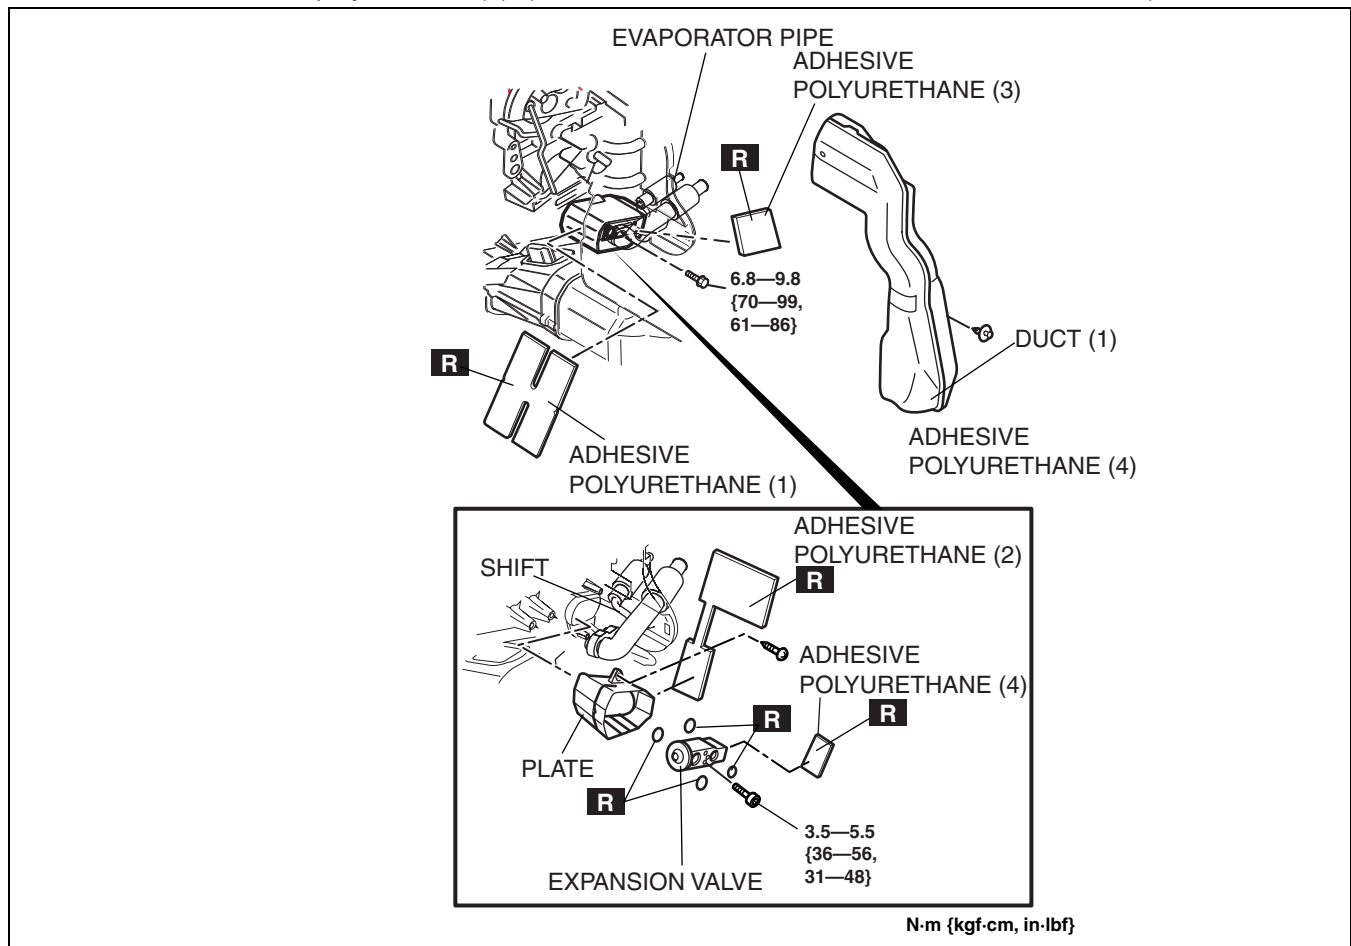 EVAPORATOR PIPE
ADHESIVE
POLYURETHANE (3)
R
6.8—9.8
{70—99,
61—86}
DUCT (1)
R
ADHESIVE
POLYURETHANE (1)
ADHESIVE
POLYURETHANE (4)
ADHESIVE
POLYURETHANE (2)
SHIFT
R
ADHESIVE
POLYURETHANE (4)
R
R
PLATE
R
3.5—5.5
{36—56,
31—48}
EXPANSION VALVE
N·m {kgf·cm, in·lbf}